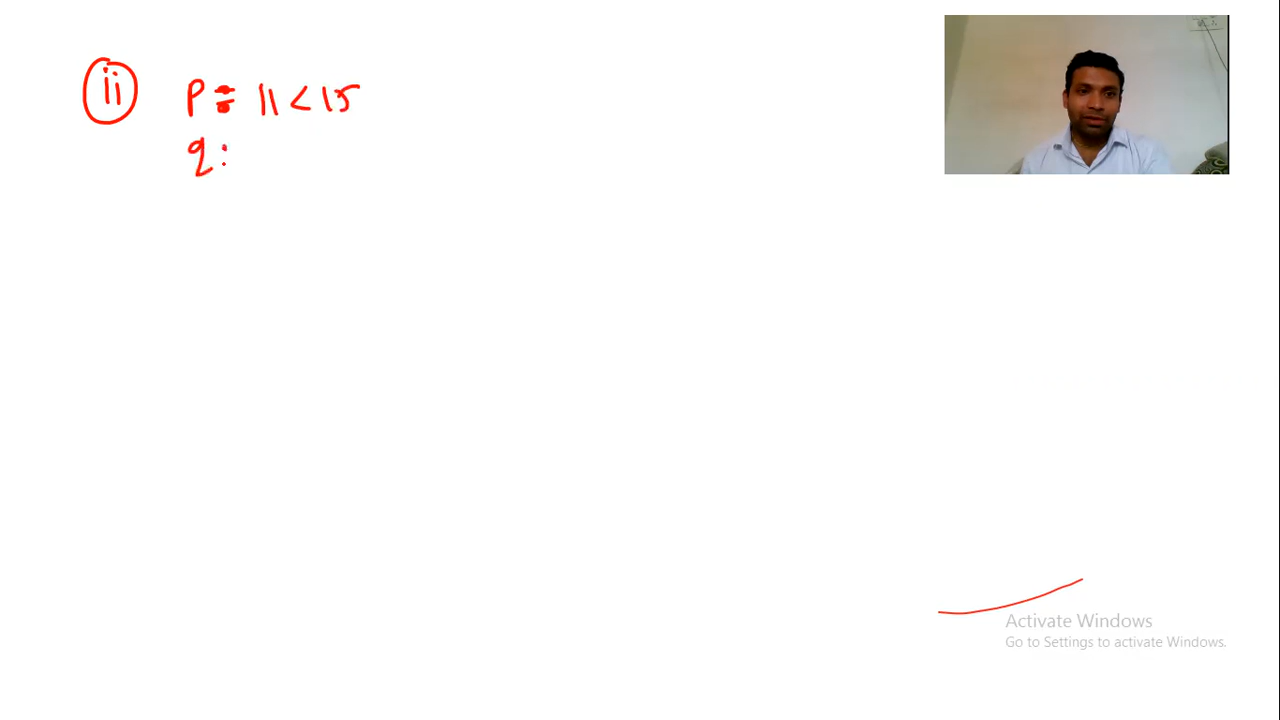 ii P : 11 < 15
q :
Activate Windows
Go to Settings to activate Windows.